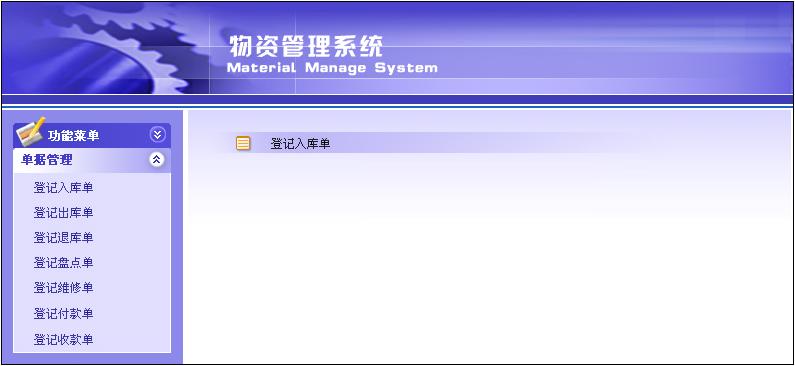 物资管理系统
Material Manage System
功能菜单
单据管理
登记入库单
登记出库单
登记退库单
登记盘点单
登记维修单
登记付款单
登记收款单
登记入库单